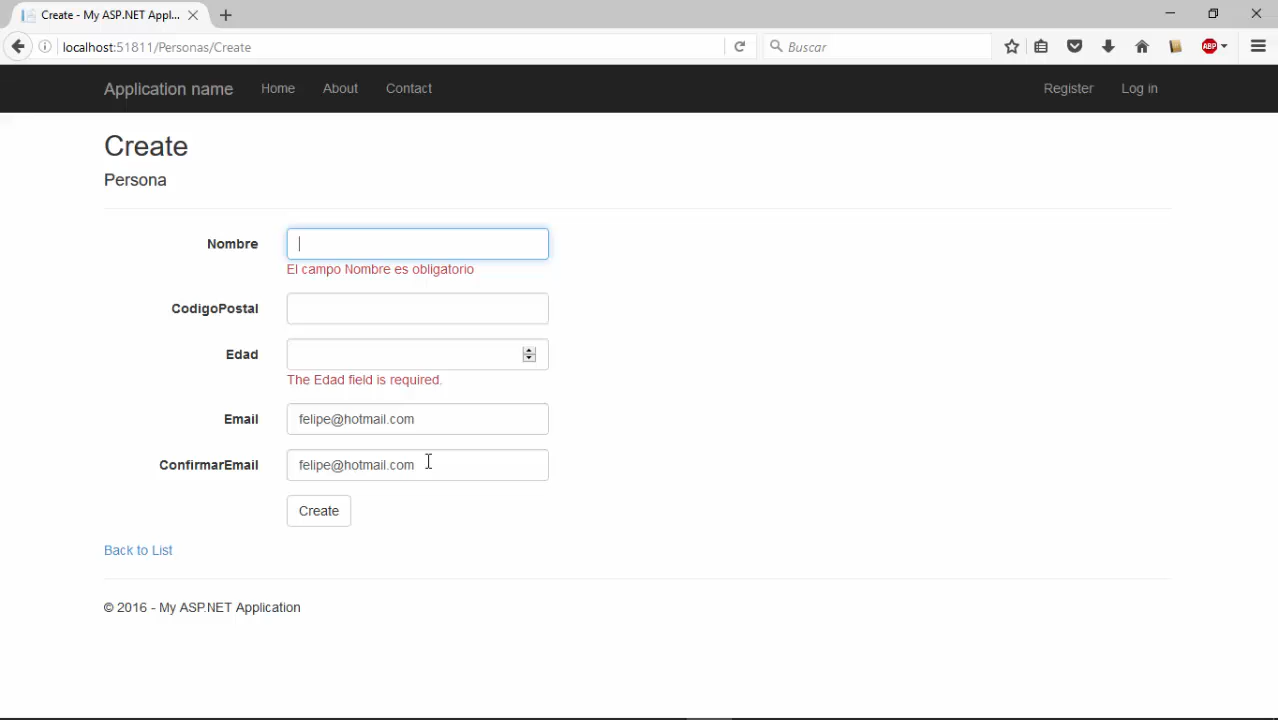 Create - My ASP.NET Appl...
localhost:51811/Personas/Create
Buscar
ABP
Application name Home About Contact Register Log in
Create
Persona
Nombre
El campo Nombre es obligatorio
CodigoPostal
Edad
The Edad field is required.
Email felipe@hotmail.com
ConfirmarEmail felipe@hotmail.com
Create
Back to List
© 2016 - My ASP.NET Application